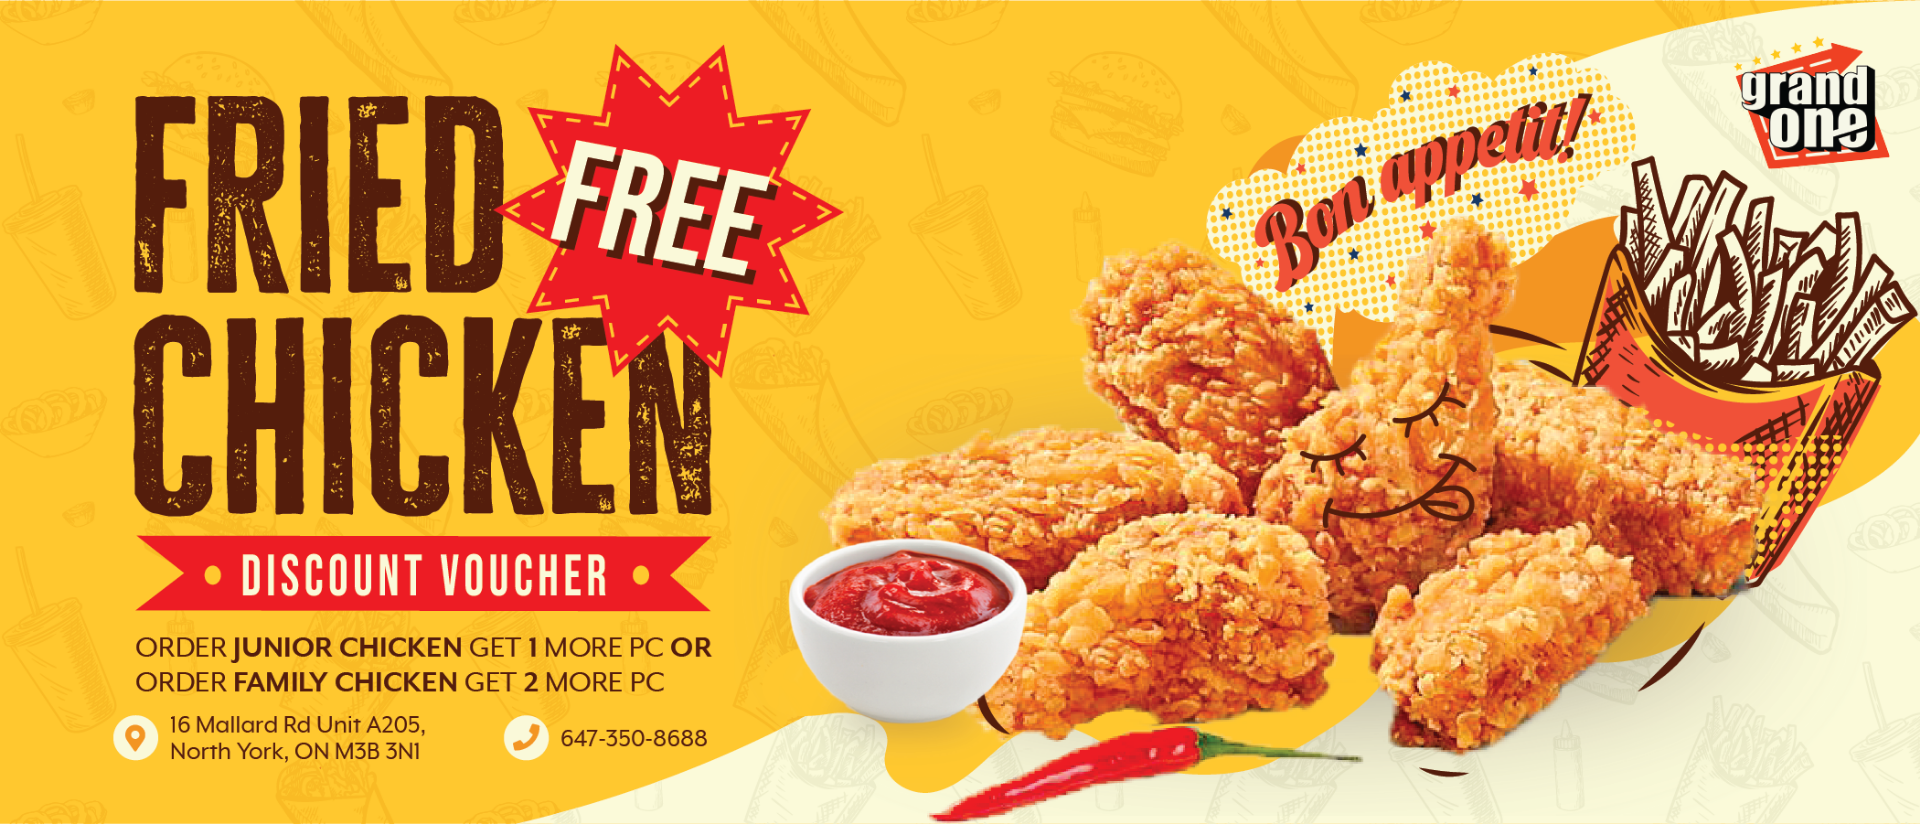 FRIED
FREE
CHICKEN
• DISCOUNT VOUCHER •
ORDER JUNIOR CHICKEN GET 1 MORE PC OR
ORDER FAMILY CHICKEN GET 2 MORE PC
16 Mallard Rd Unit A205,
North York, ON M3B 3N1
647-350-8688
Bon appetit!
grand
one